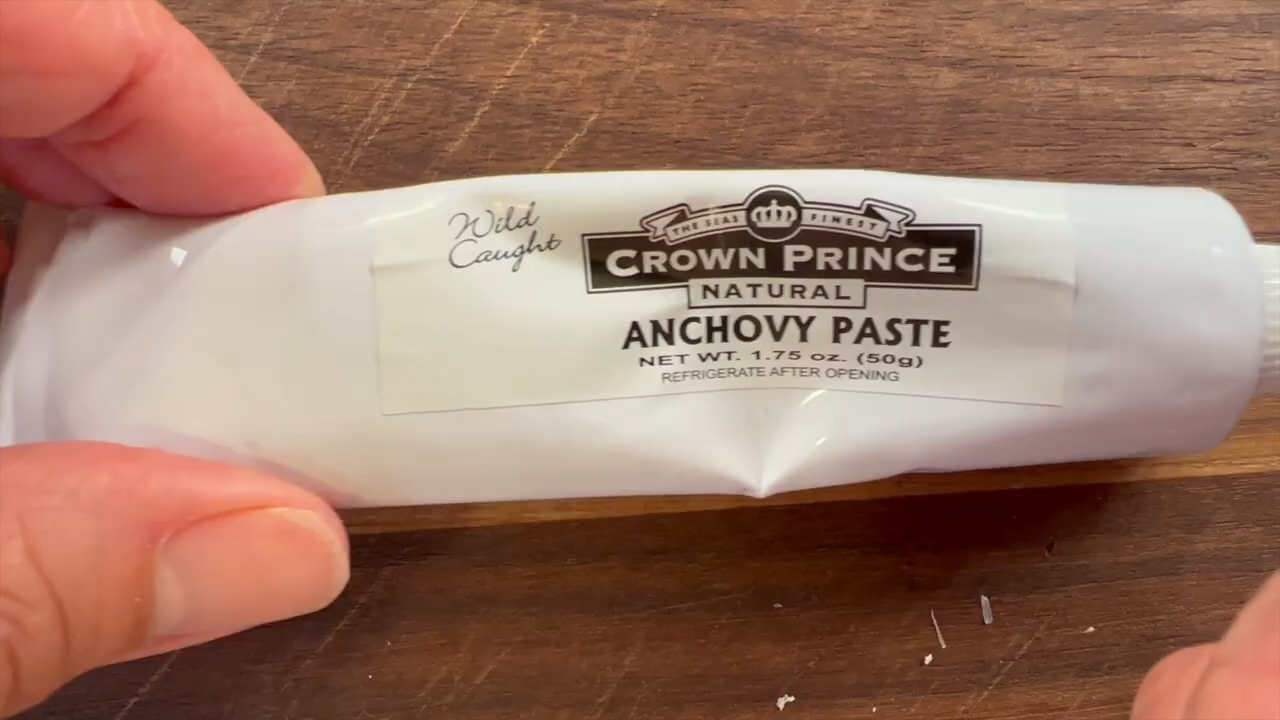 Wild
Caught
THE SEAS FINEST
CROWN PRINCE
NATURAL
ANCHOVY PASTE
NET WT. 1.75 oz. (50g)
REFRIGERATE AFTER OPENING